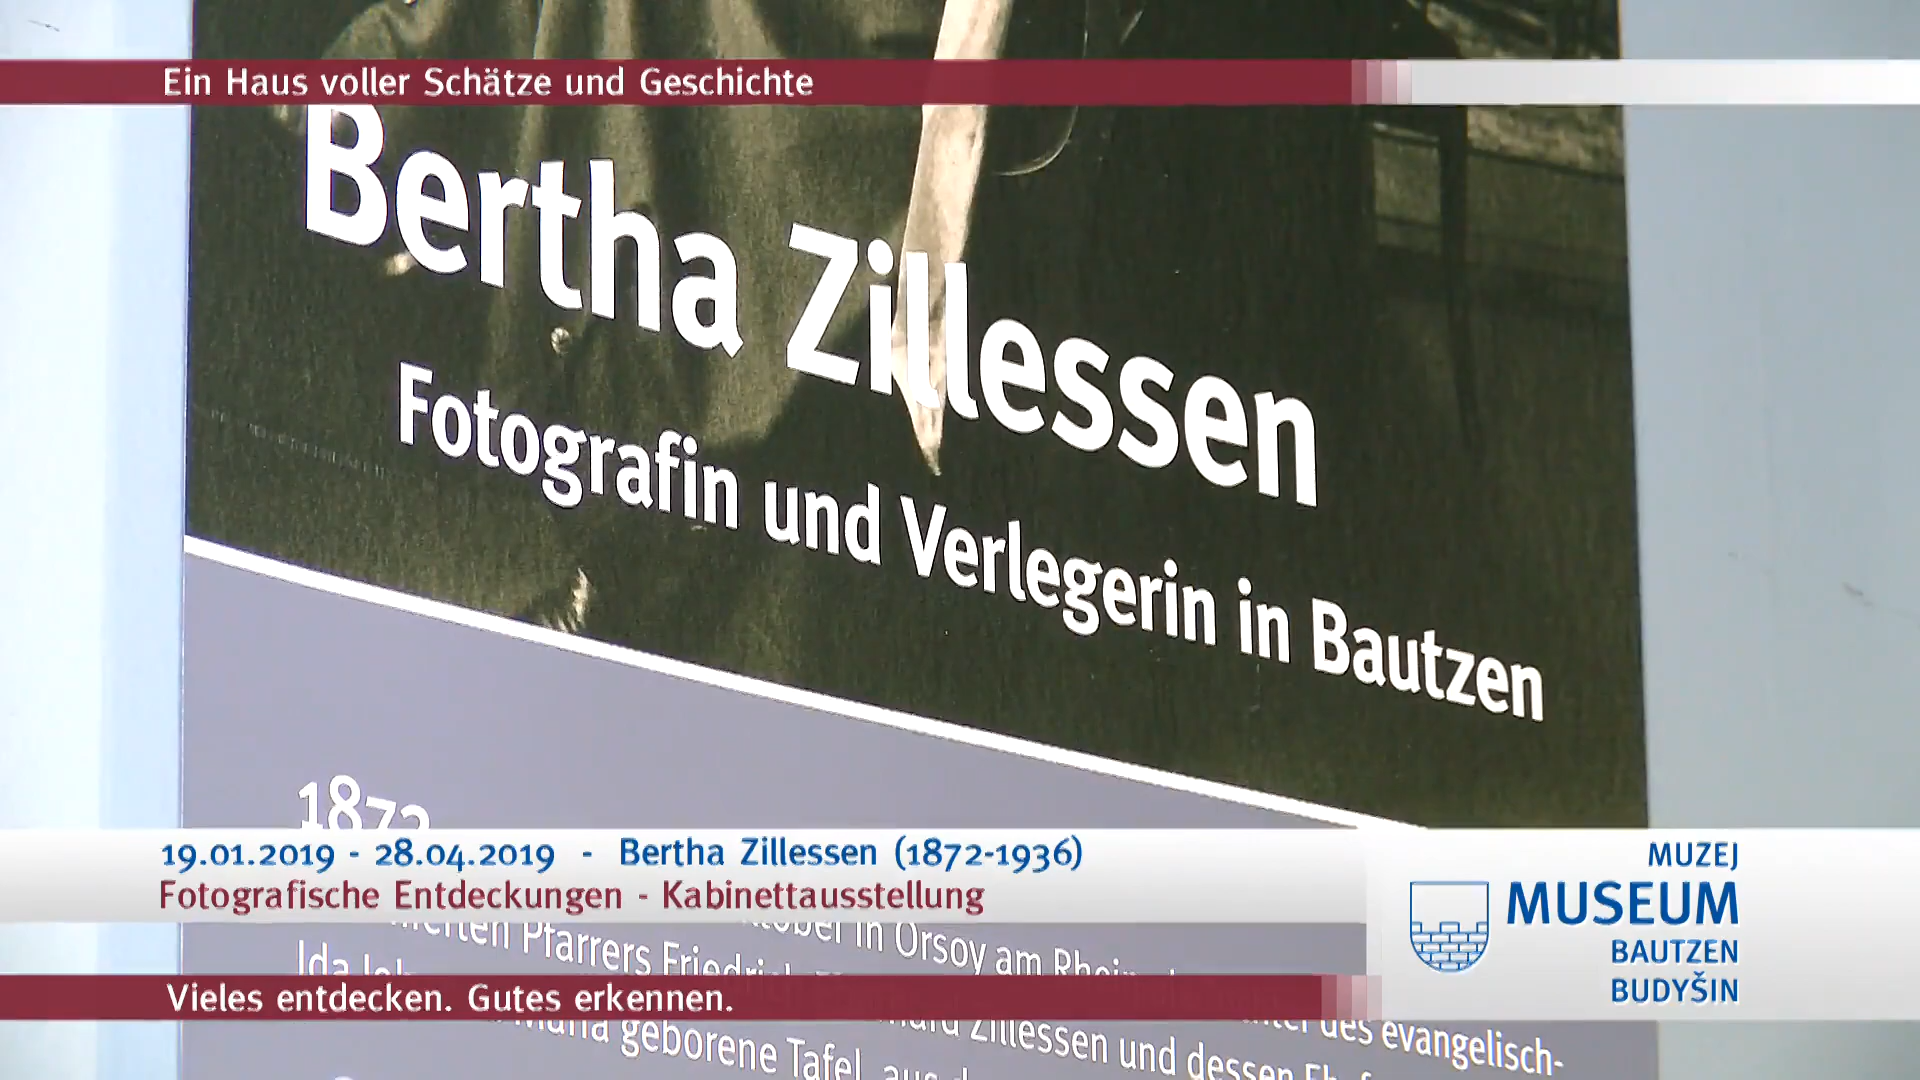 Ein Haus voller Schätze und Geschichte
Bertha Zillessen
Fotografin und Verlegerin in Bautzen
1872
19.01.2019 - 28.04.2019 - Bertha Zillessen (1872-1936)
Fotografische Entdeckungen - Kabinettausstellung
in Orsoy am
Pfarrers Friedrich
Ida
Vieles entdecken. Gutes erkennen.
des evangelisch-
geborene Tafel, Zillessen und dessen
MUZEJ
MUSEUM
BAUTZEN
BUDYŠIN